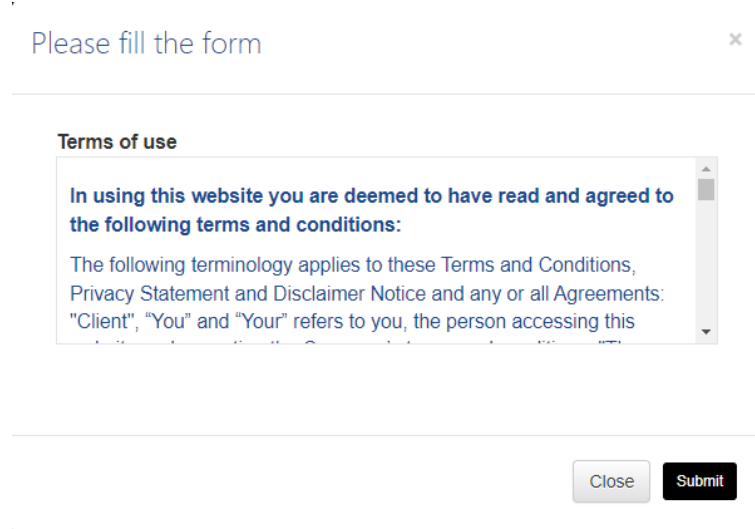 Please fill the form
×
Terms of use
In using this website you are deemed to have read and agreed to
the following terms and conditions:
The following terminology applies to these Terms and Conditions,
Privacy Statement and Disclaimer Notice and any or all Agreements:
"Client", “You” and “Your” refers to you, the person accessing this
Close
Submit